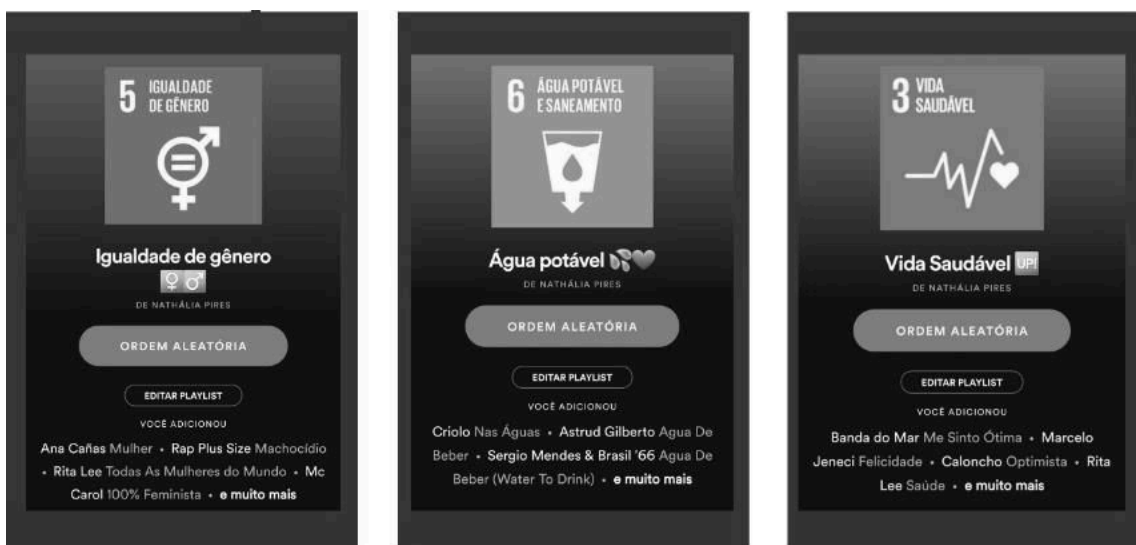 5 IGUALDADE
DE GÊNERO
Igualdade de gênero
DE NATHÁLIA PIRES
ORDEM ALEATÓRIA
EDITAR PLAYLIST
VOCÊ ADICIONOU
Ana Cañas Mulher • Rap Plus Size Machocídio
• Rita Lee Todas As Mulheres do Mundo • Mc
Carol 100% Feminista • e muito mais
6 ÁGUA POTÁVEL
E SANEAMENTO
Água potável
DE NATHÁLIA PIRES
ORDEM ALEATÓRIA
EDITAR PLAYLIST
VOCÊ ADICIONOU
Criolo Nas Águas • Astrud Gilberto Agua De
Beber • Sergio Mendes & Brasil '66 Agua De
Beber (Water To Drink) • e muito mais
3 VIDA
SAUDÁVEL
Vida Saudável UP!
DE NATHÁLIA PIRES
ORDEM ALEATÓRIA
EDITAR PLAYLIST
VOCÊ ADICIONOU
Banda do Mar Me Sinto Ótima • Marcelo
Jeneci Felicidade • Caloncho Optimista • Rita
Lee Saúde • e muito mais